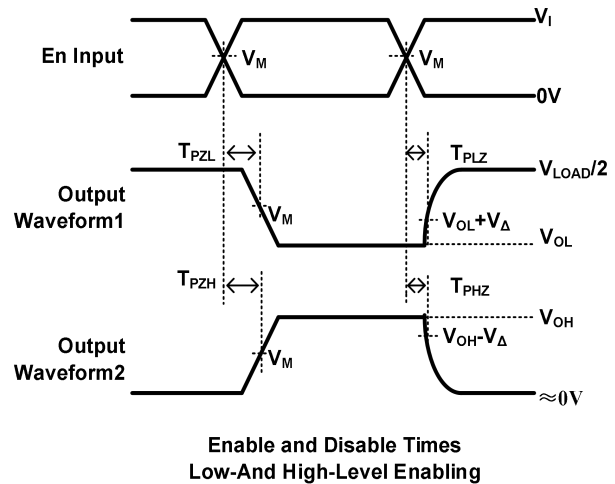 V_I
En Input
V_M
V_M
0V
T_PZL
T_PLZ
V_LOAD/2
Output
Waveform1
V_M
V_OL+V_Δ
V_OL
T_PZH
T_PHZ
V_OH
Output
Waveform2
V_M
V_OH-V_Δ
≈0V
Enable and Disable Times
Low-And High-Level Enabling